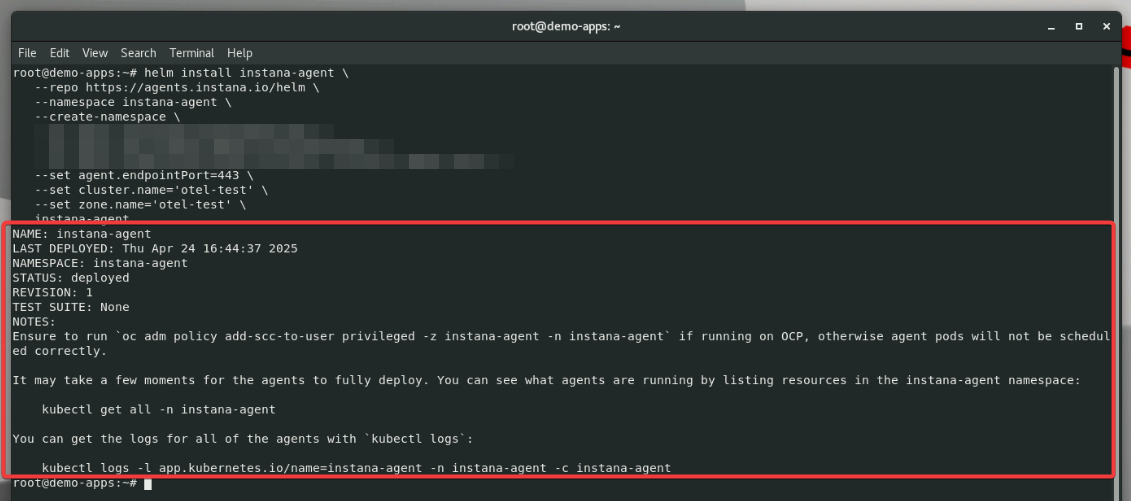 root@demo-apps: ~
File Edit View Search Terminal Help
root@demo-apps:~# helm install instana-agent \
--repo https://agents.instana.io/helm \
--namespace instana-agent \
--create-namespace \
--set agent.endpointPort=443 \
--set cluster.name='otel-test' \
--set zone.name='otel-test' \
instana-agent
NAME: instana-agent
LAST DEPLOYED: Thu Apr 24 16:44:37 2025
NAMESPACE: instana-agent
STATUS: deployed
REVISION: 1
TEST SUITE: None
NOTES:
Ensure to run `oc adm policy add-scc-to-user privileged -z instana-agent -n instana-agent` if running on OCP, otherwise agent pods will not be schedul
ed correctly.
It may take a few moments for the agents to fully deploy. You can see what agents are running by listing resources in the instana-agent namespace:
kubectl get all -n instana-agent
You can get the logs for all of the agents with `kubectl logs`:
kubectl logs -l app.kubernetes.io/name=instana-agent -n instana-agent -c instana-agent
root@demo-apps:~#